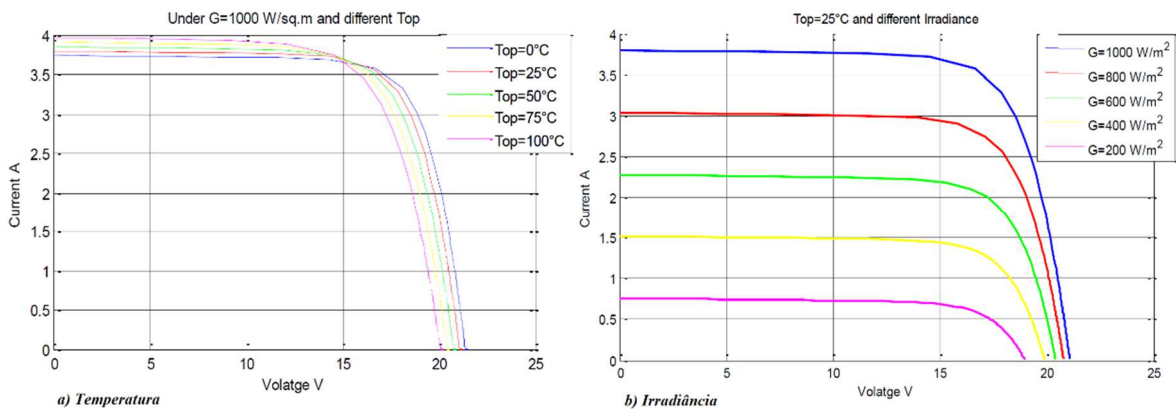 Under G=1000 W/sq.m and different Top
4
3.5
3
2.5
2
1.5
1
0.5
0
Current A
0
5
10
15
20
25
Volatge V
Top=0°C
Top=25°C
Top=50°C
Top=75°C
Top=100°C
a) Temperatura
Top=25°C and different Irradiance
4
3.5
3
2.5
2
1.5
1
0.5
0
Current A
0
5
10
15
20
25
Volatge V
G=1000 W/m²
G=800 W/m²
G=600 W/m²
G=400 W/m²
G=200 W/m²
b) Irradiância